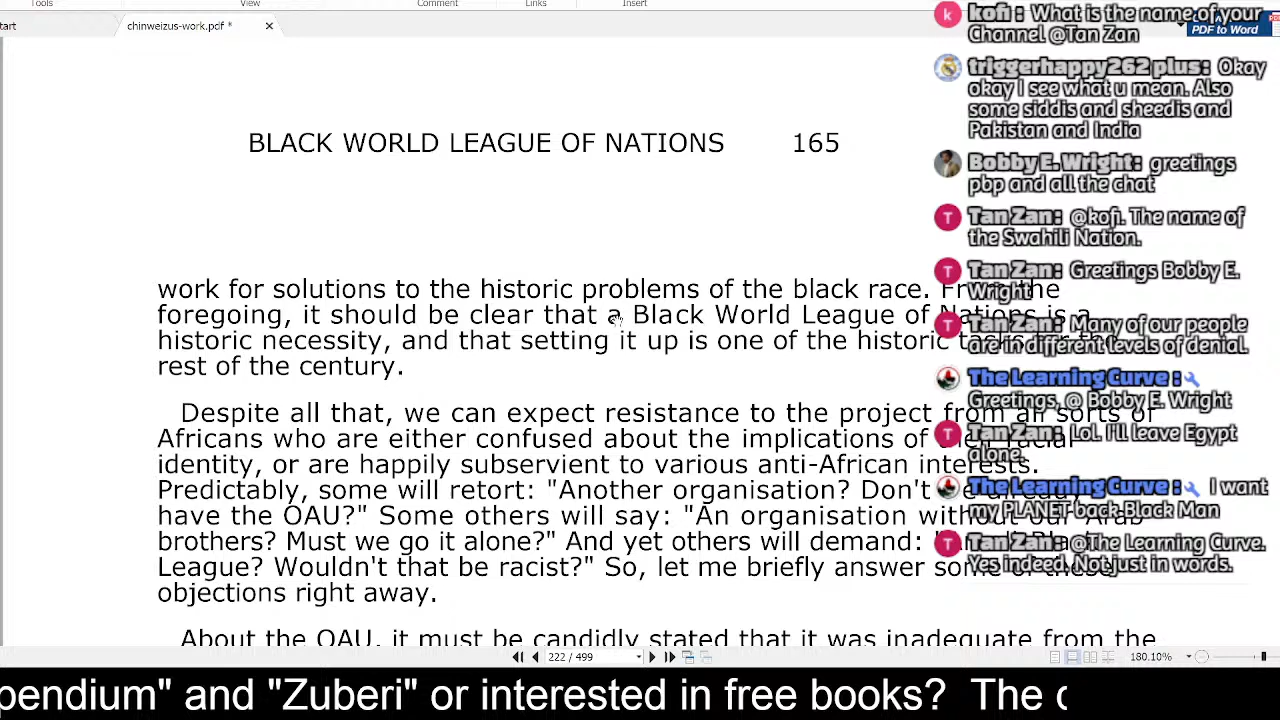 Tools View Comment Links Insert
tart chinweizus-work.pdf *
PDF to Word
BLACK WORLD LEAGUE OF NATIONS 165
work for solutions to the historic problems of the black race. From the
foregoing, it should be clear that a Black World League of Nations is a
historic necessity, and that setting it up is one of the historic
rest of the century.
Despite all that, we can expect resistance to the project from all sorts of
Africans who are either confused about the implications of their racial
identity, or are happily subservient to various anti-African interests.
Predictably, some will retort: "Another organisation? Don't we already
have the OAU?" Some others will say: "An organisation without our Arab
brothers? Must we go it alone?" And yet others will demand:
League? Wouldn't that be racist?" So, let me briefly answer some of these
objections right away.
About the OAU, it must be candidly stated that it was inadequate from the
222 / 499
180.10%
kofi : What is the name of your
Channel @Tan Zan
triggerhappy262 plus : Okay
okay I see what u mean. Also
some siddis and sheedis and
Pakistan and India
Bobby E. Wright : greetings
pbp and all the chat
Tan Zan : @kofi. The name of
the Swahili Nation.
Tan Zan : Greetings Bobby E.
Wright
Tan Zan : Many of our people
are in different levels of denial.
The Learning Curve :
Greetings, @ Bobby E. Wright
Tan Zan : Lol. I'll leave Egypt
alone.
The Learning Curve : I want
my PLANET back Black Man
Tan Zan : @The Learning Curve.
Yes indeed. Not just in words.
pendium" and "Zuberi" or interested in free books? The